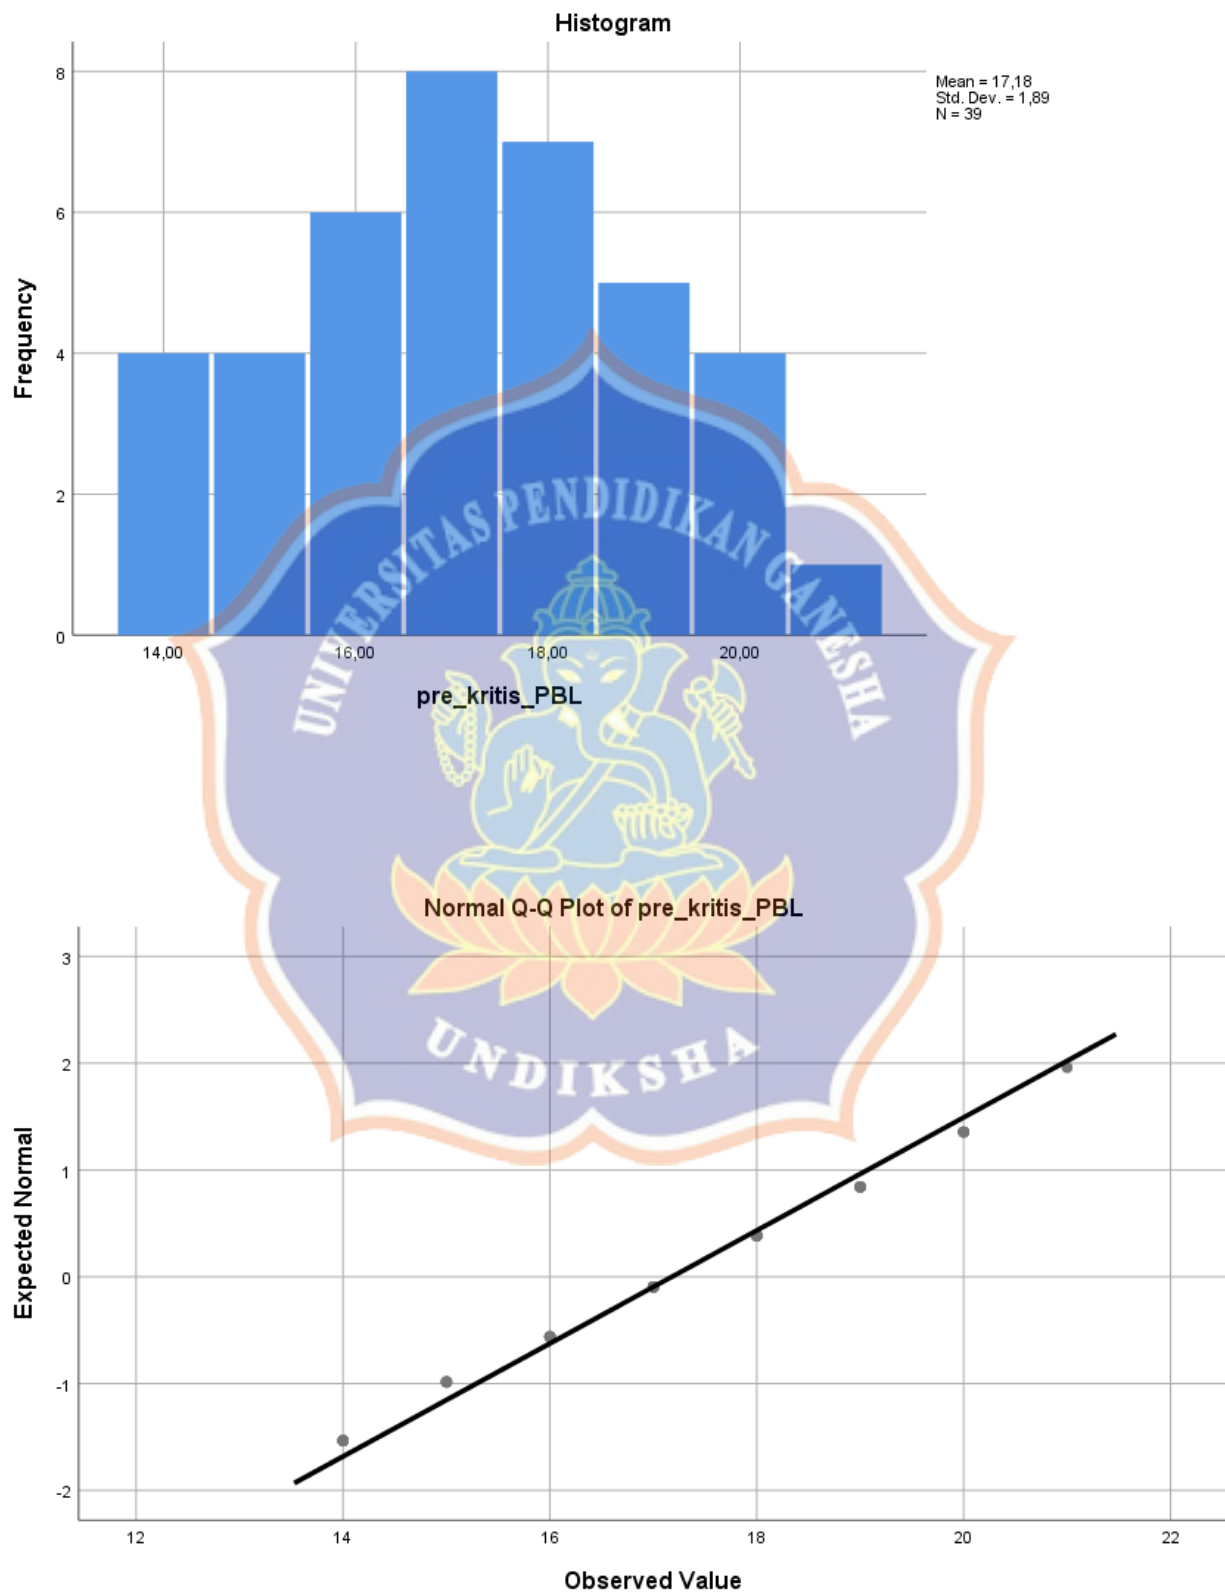 Histogram
Mean = 17,18
Std. Dev. = 1,89
N = 39
Frequency
8
6
4
2
0
14,00 16,00 18,00 20,00
pre_kritis_PBL
UNIVERSITAS PENDIDIKAN GANESHA
UNDIKSHA
Normal Q-Q Plot of pre_kritis_PBL
Expected Normal
3
2
1
0
-1
-2
12 14 16 18 20 22
Observed Value